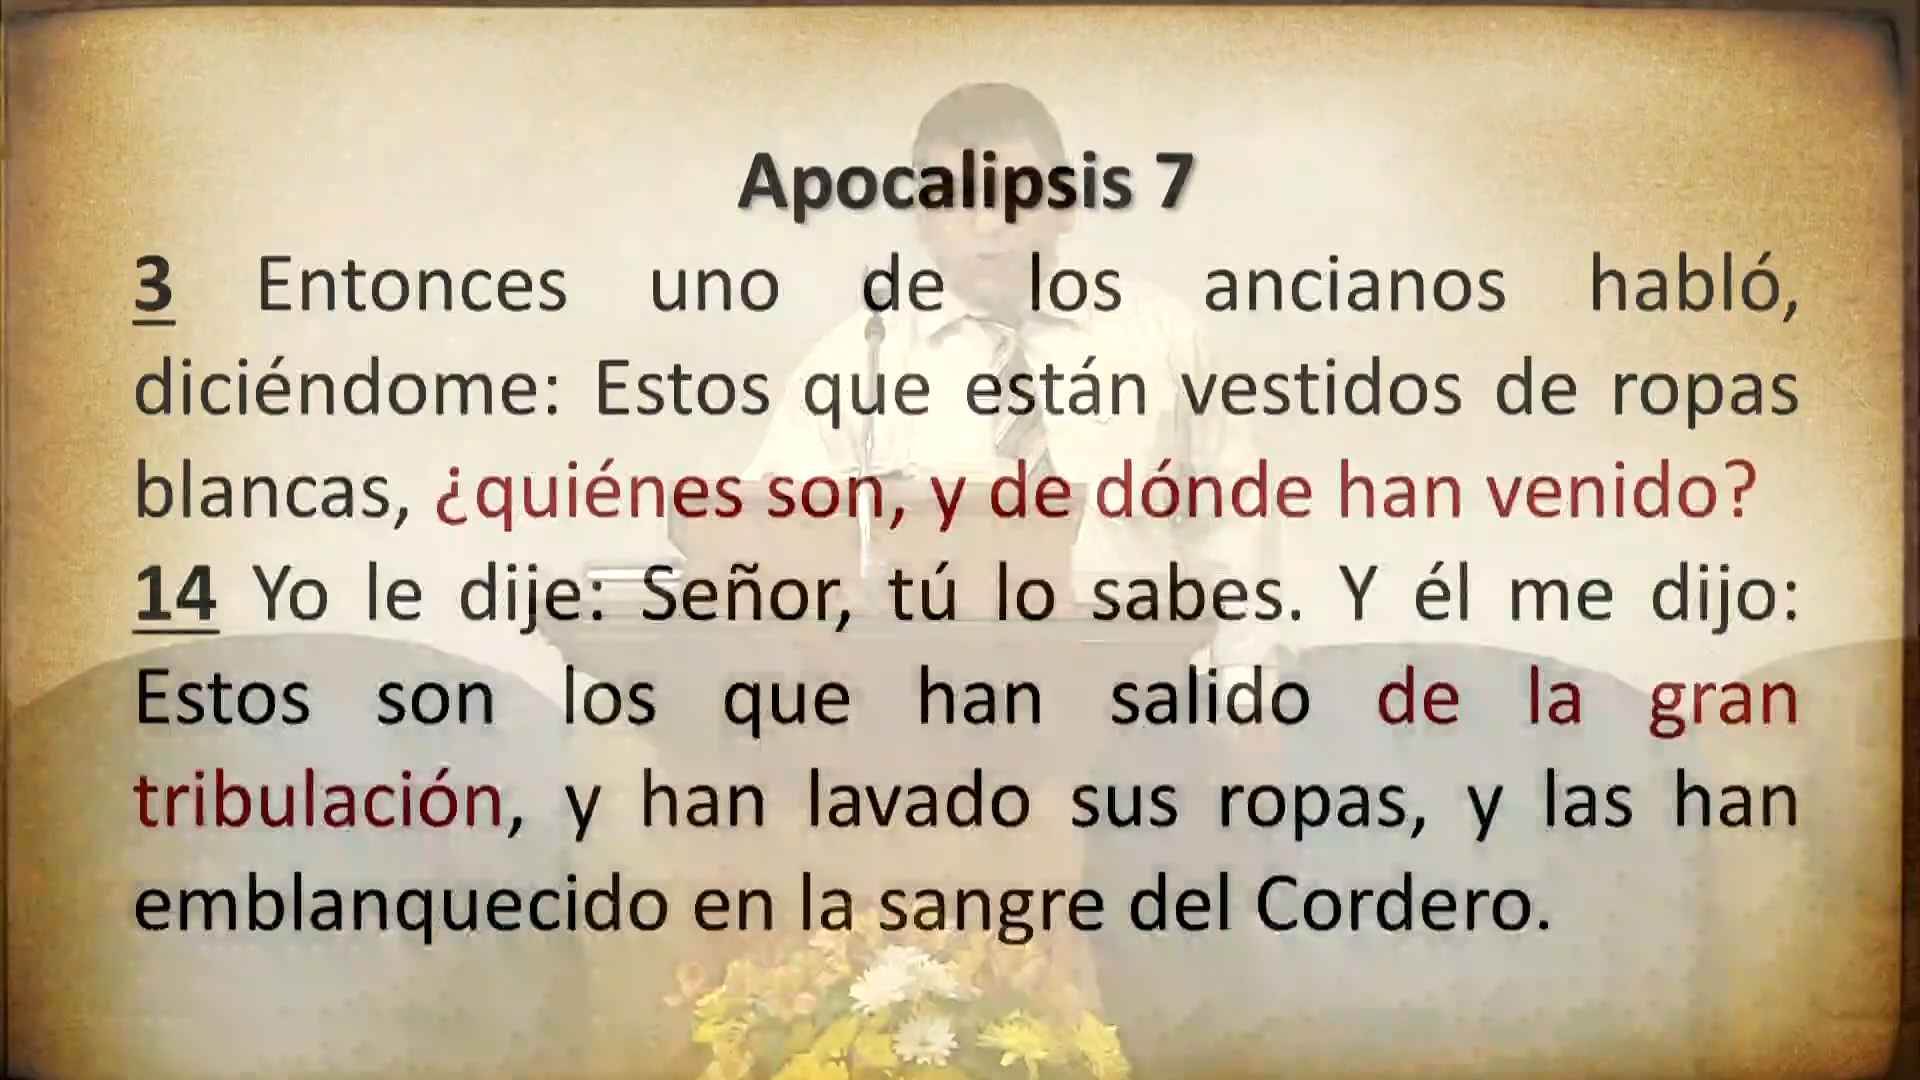 Apocalipsis 7
3 Entonces uno de los ancianos habló,
diciéndome: Estos que están vestidos de ropas
blancas, ¿quiénes son, y de dónde han venido?
14 Yo le dije: Señor, tú lo sabes. Y él me dijo:
Estos son los que han salido de la gran
tribulación, y han lavado sus ropas, y las han
emblanquecido en la sangre del Cordero.